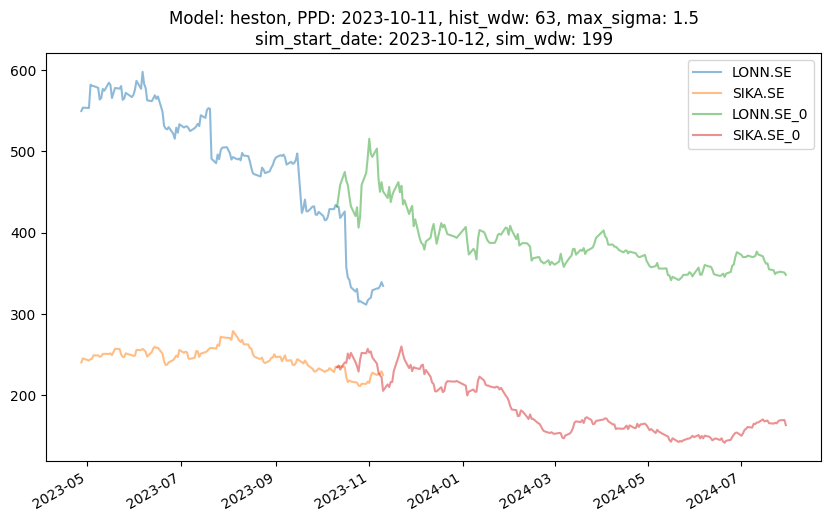 Model: heston, PPD: 2023-10-11, hist_wdw: 63, max_sigma: 1.5
sim_start_date: 2023-10-12, sim_wdw: 199
LONN.SE
SIKA.SE
LONN.SE_0
SIKA.SE_0
600
500
400
300
200
2023-05
2023-07
2023-09
2023-11
2024-01
2024-03
2024-05
2024-07